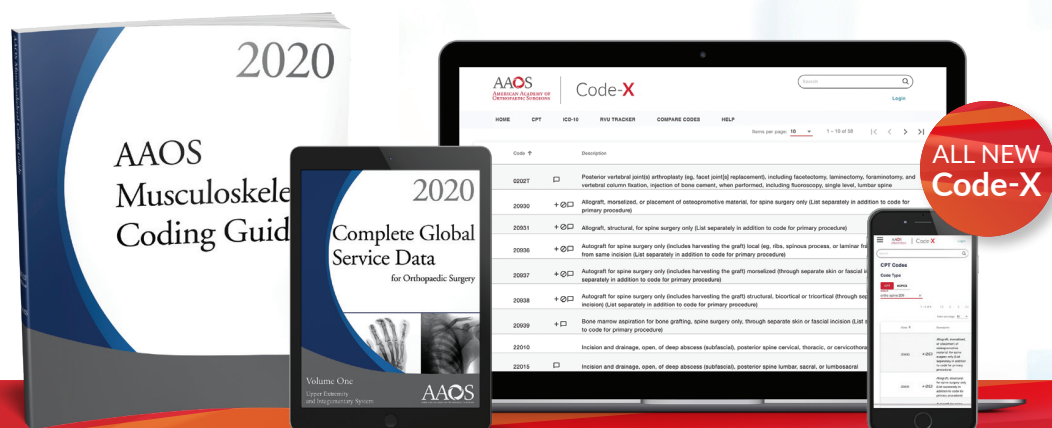 2020
AAOS
Musculoskele
Coding Guid
2020
Complete Global
Service Data
for Orthopaedic Surgery
Volume One
Upper Extremity
and Integumentary System
AAOS
AAOS
AMERICAN ACADEMY OF
ORTHOPAEDIC SURGEONS
Code-X
Search
Login
HOME CPT ICD-10 RVU TRACKER COMPARE CODES HELP
Items per page: 10 1 - 10 of 59
Code Description
0202T Posterior vertebral joint(s) arthroplasty (eg, facet joint[s] replacement), including facetectomy, laminectomy, foraminotomy, and
vertebral column fixation, injection of bone cement, when performed, including fluoroscopy, single level, lumbar spine
20930 + Allograft, morselized, or placement of osteopromotive material, for spine surgery only (List separately in addition to code for
primary procedure)
20931 + Allograft, structural, for spine surgery only (List separately in addition to code for primary procedure)
20936 + Autograft for spine surgery only (includes harvesting the graft) local (eg, ribs, spinous process, or laminar fra
from same incision (List separately in addition to code for primary procedure)
20937 + Autograft for spine surgery only (includes harvesting the graft) morselized (through separate skin or fascial i
separately in addition to code for primary procedure)
20938 + Autograft for spine surgery only (includes harvesting the graft) structural, bicortical or tricortical (through sep
incision) (List separately in addition to code for primary procedure)
20939 + Bone marrow aspiration for bone grafting, spine surgery only, through separate skin or fascial incision (List s
to code for primary procedure)
22010 Incision and drainage, open, of deep abscess (subfascial), posterior spine cervical, thoracic, or cervicothora
22015 Incision and drainage, open, of deep abscess (subfascial), posterior spine lumbar, sacral, or lumbosacral
ALL NEW
Code-X
AAOS Code X
CPT Codes
Code Type
CPT